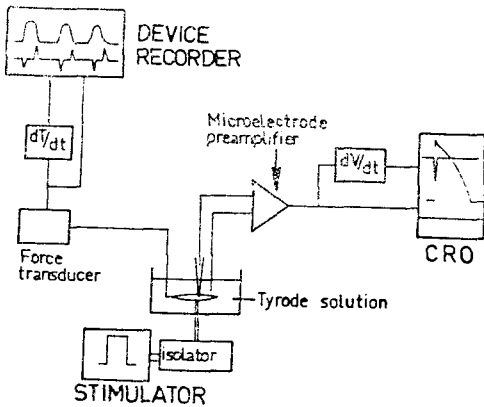 DEVICE
RECORDER
dT/dt
Microelectrode
preamplifier
dV/dt
CRO
Force
transducer
Tyrode solution
isolator
STIMULATOR